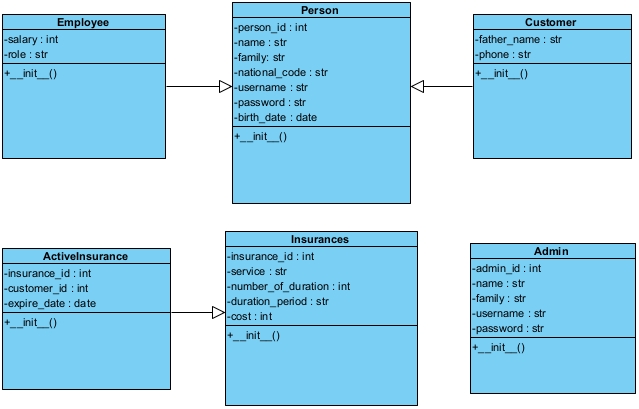 Employee
-salary : int
-role : str
+__init__()
Person
-person_id : int
-name : str
-family: str
-national_code : str
-username : str
-password : str
-birth_date : date
+__init__()
Customer
-father_name : str
-phone : str
+__init__()
ActiveInsurance
-insurance_id : int
-customer_id : int
-expire_date : date
+__init__()
Insurances
-insurance_id : int
-service : str
-number_of_duration : int
-duration_period : str
-cost : int
+__init__()
Admin
-admin_id : int
-name : str
-family : str
-username : str
-password : str
+__init__()